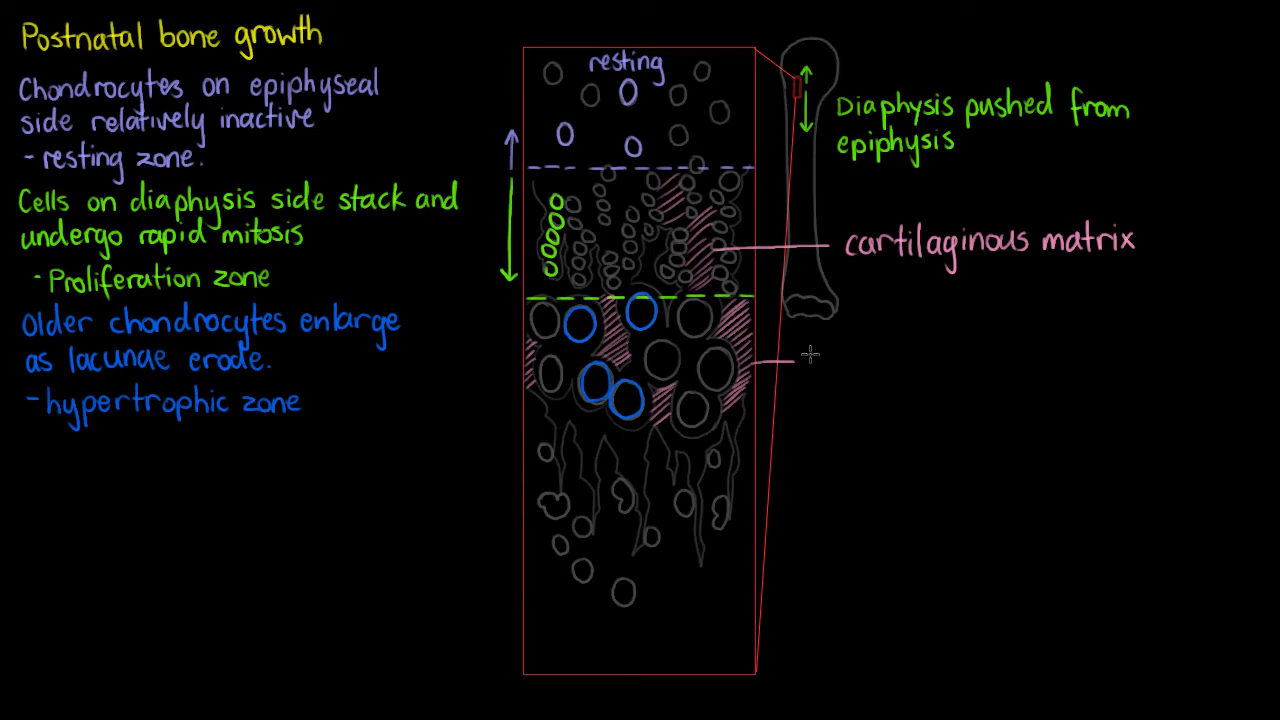 Postnatal bone growth
Chondrocytes on epiphyseal
side relatively inactive
- resting zone.
Cells on diaphysis side stack and
undergo rapid mitosis
- Proliferation zone
Older chondrocytes enlarge
as lacunae erode.
- hypertrophic zone
resting
Diaphysis pushed from
epiphysis
cartilaginous matrix